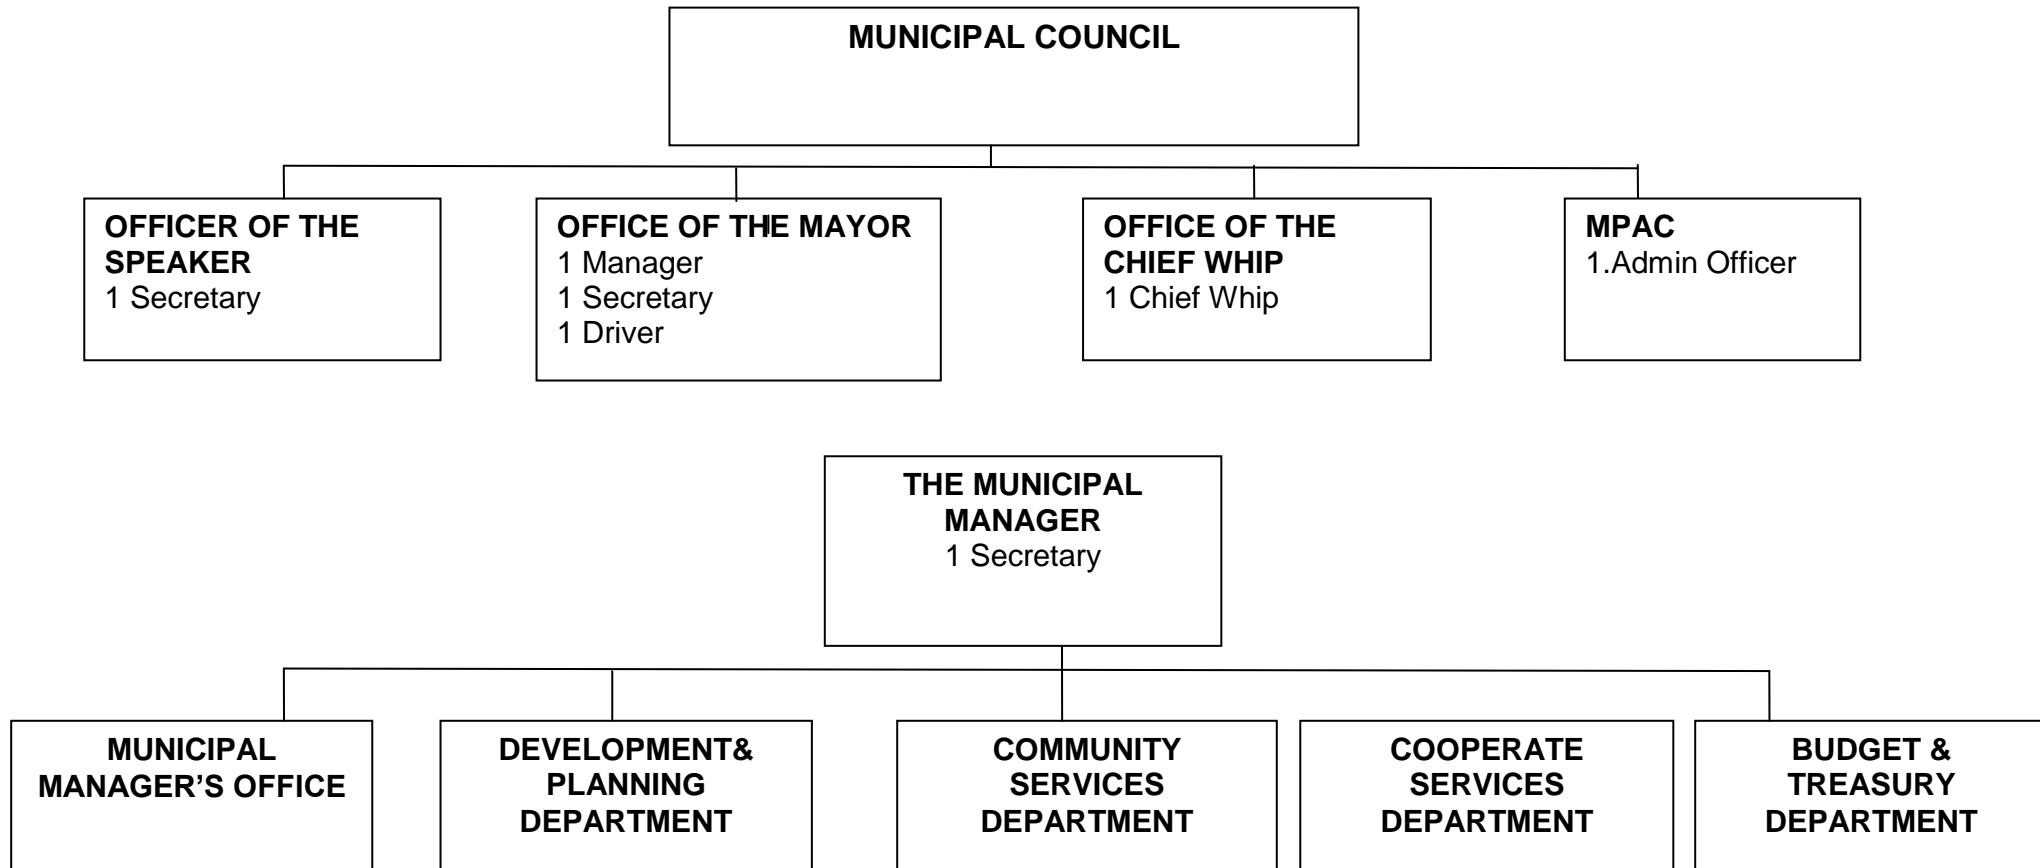 MUNICIPAL COUNCIL
OFFICER OF THE
SPEAKER
1 Secretary
OFFICE OF THE MAYOR
1 Manager
1 Secretary
1 Driver
OFFICE OF THE
CHIEF WHIP
1 Chief Whip
MPAC
1.Admin Officer
THE MUNICIPAL
MANAGER
1 Secretary
MUNICIPAL
MANAGER’S OFFICE
DEVELOPMENT&
PLANNING
DEPARTMENT
COMMUNITY
SERVICES
DEPARTMENT
COOPERATE
SERVICES
DEPARTMENT
BUDGET &
TREASURY
DEPARTMENT